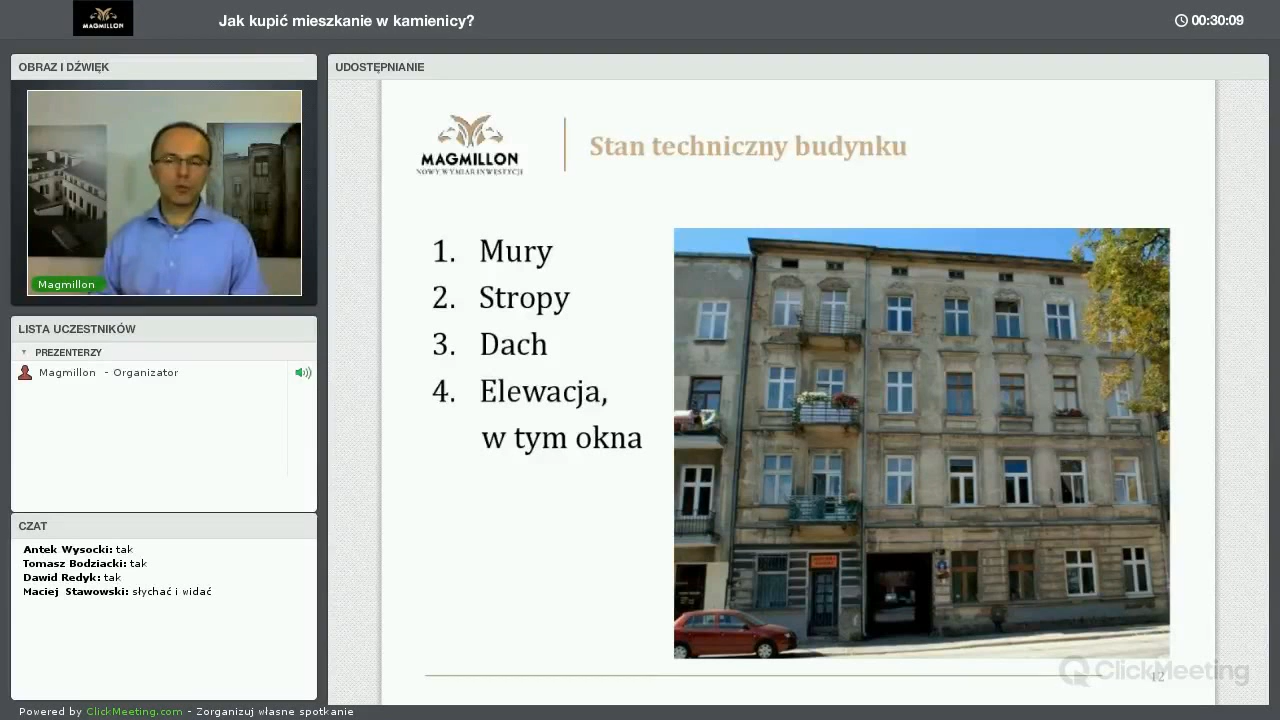 MAGMILLON
Jak kupić mieszkanie w kamienicy?
00:30:09
OBRAZ I DŹWIĘK
Magmillon
LISTA UCZESTNIKÓW
PREZENTERZY
Magmillon - Organizator
CZAT
Antek Wysocki: tak
Tomasz Bodziacki: tak
Dawid Redyk: tak
Maciej Stawowski: słychać i widać
UDOSTĘPNIANIE
MAGMILLON
NOWY WYMIAR INWESTYCJI
Stan techniczny budynku
1. Mury
2. Stropy
3. Dach
4. Elewacja,
w tym okna
ClickMeeting
12
Powered by ClickMeeting.com - Zorganizuj własne spotkanie